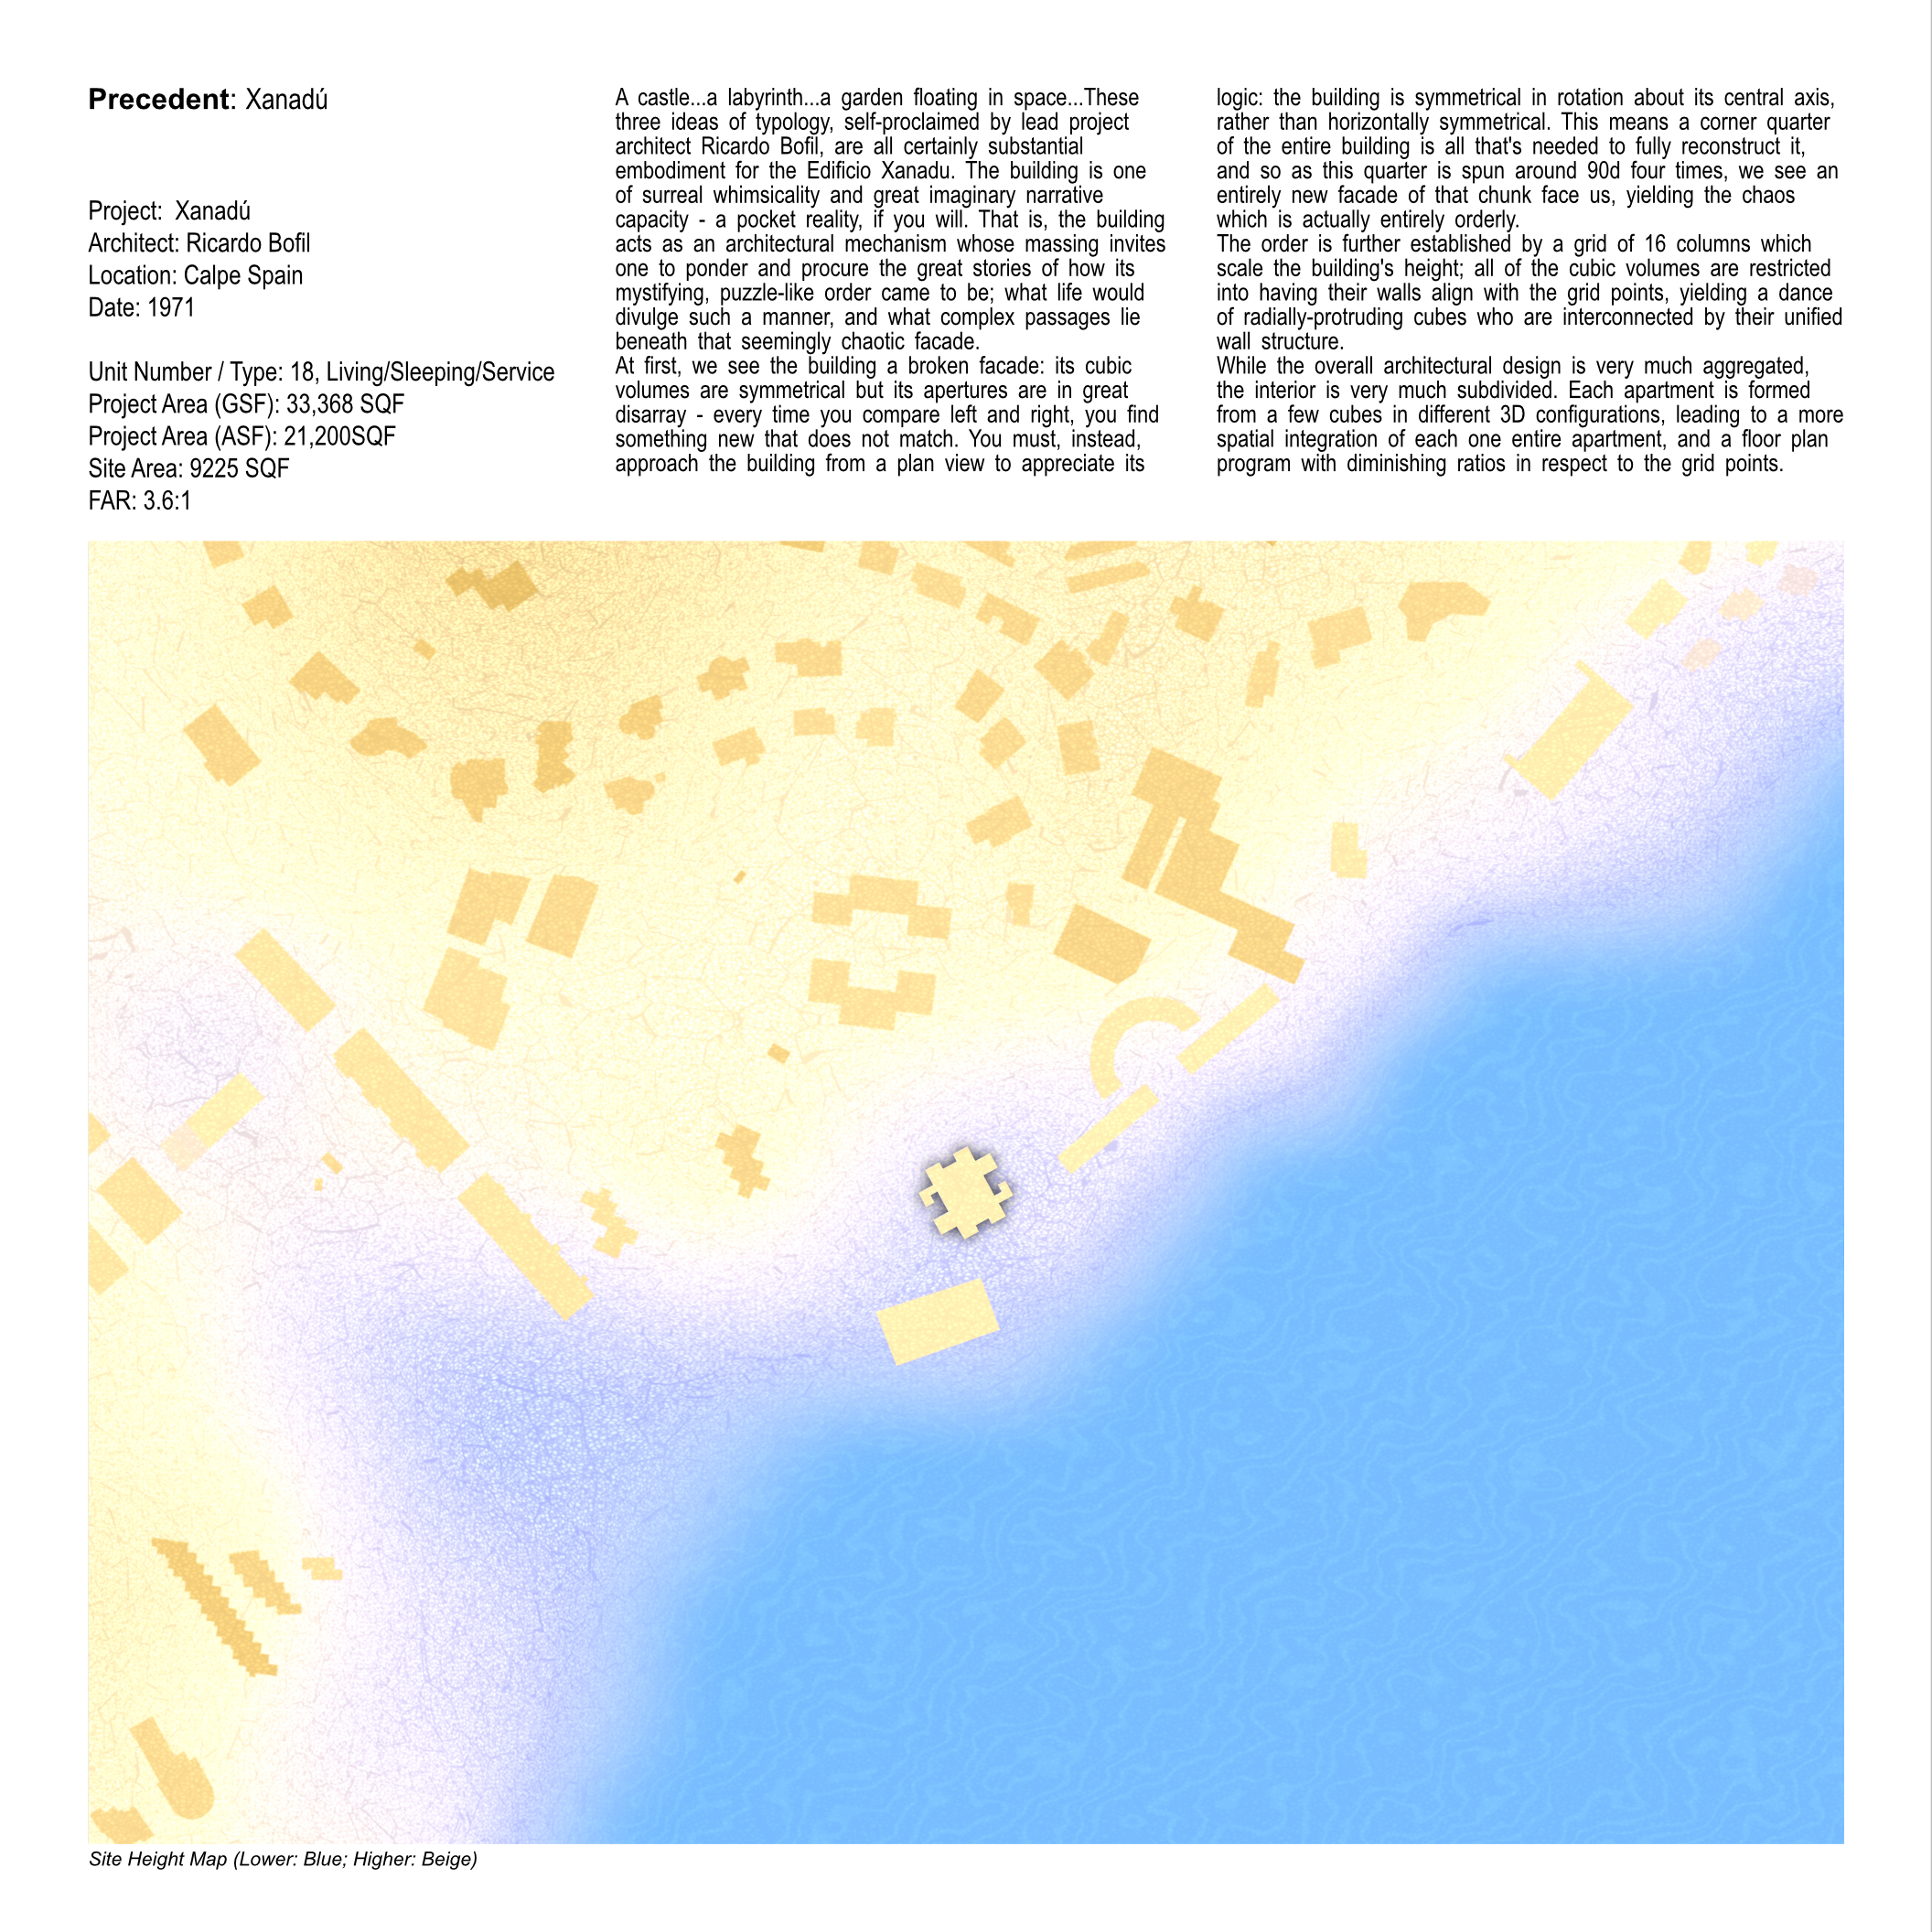 Precedent: Xanadú
Project: Xanadú
Architect: Ricardo Bofil
Location: Calpe Spain
Date: 1971
Unit Number / Type: 18, Living/Sleeping/Service
Project Area (GSF): 33,368 SQF
Project Area (ASF): 21,200SQF
Site Area: 9225 SQF
FAR: 3.6:1
A castle...a labyrinth...a garden floating in space...These
three ideas of typology, self-proclaimed by lead project
architect Ricardo Bofil, are all certainly substantial
embodiment for the Edificio Xanadu. The building is one
of surreal whimsicality and great imaginary narrative
capacity - a pocket reality, if you will. That is, the building
acts as an architectural mechanism whose massing invites
one to ponder and procure the great stories of how its
mystifying, puzzle-like order came to be; what life would
divulge such a manner, and what complex passages lie
beneath that seemingly chaotic facade.
At first, we see the building a broken facade: its cubic
volumes are symmetrical but its apertures are in great
disarray - every time you compare left and right, you find
something new that does not match. You must, instead,
approach the building from a plan view to appreciate its
logic: the building is symmetrical in rotation about its central axis,
rather than horizontally symmetrical. This means a corner quarter
of the entire building is all that's needed to fully reconstruct it,
and so as this quarter is spun around 90d four times, we see an
entirely new facade of that chunk face us, yielding the chaos
which is actually entirely orderly.
The order is further established by a grid of 16 columns which
scale the building's height; all of the cubic volumes are restricted
into having their walls align with the grid points, yielding a dance
of radially-protruding cubes who are interconnected by their unified
wall structure.
While the overall architectural design is very much aggregated,
the interior is very much subdivided. Each apartment is formed
from a few cubes in different 3D configurations, leading to a more
spatial integration of each one entire apartment, and a floor plan
program with diminishing ratios in respect to the grid points.
Site Height Map (Lower: Blue; Higher: Beige)